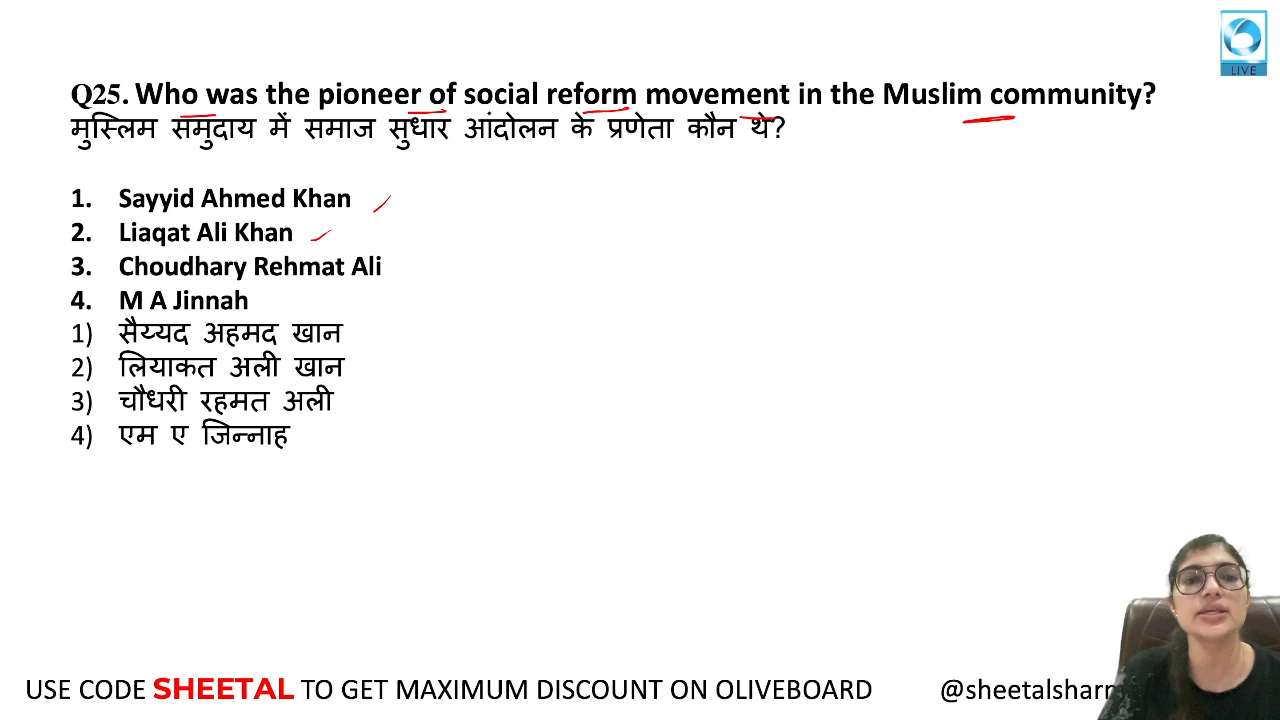 LIVE
Q25. Who was the pioneer of social reform movement in the Muslim community?
मुस्लिम समुदाय में समाज सुधार आंदोलन के प्रणेता कौन थे?
1. Sayyid Ahmed Khan
2. Liaqat Ali Khan
3. Choudhary Rehmat Ali
4. M A Jinnah
1) सैय्यद अहमद खान
2) लियाकत अली खान
3) चौधरी रहमत अली
4) एम ए जिन्नाह
USE CODE SHEETAL TO GET MAXIMUM DISCOUNT ON OLIVEBOARD